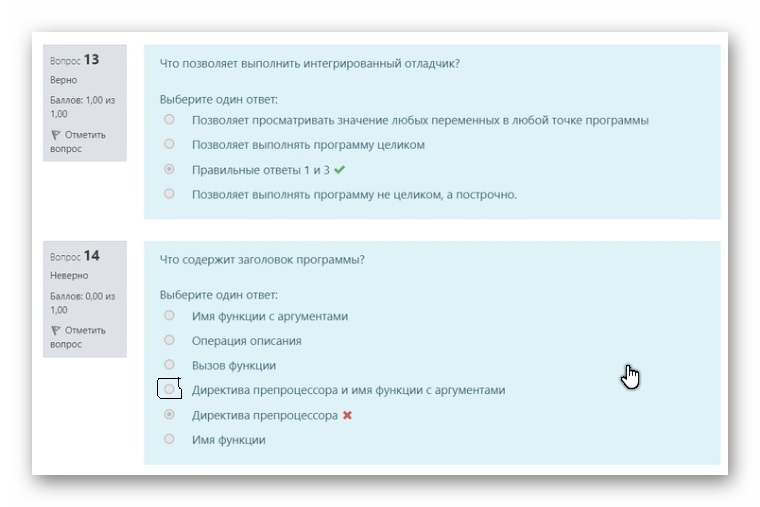 Вопрос 13
Верно
Баллов: 1,00 из
1,00
Отметить
вопрос
Что позволяет выполнить интегрированный отладчик?
Выберите один ответ:
Позволяет просматривать значение любых переменных в любой точке программы
Позволяет выполнять программу целиком
Правильные ответы 1 и 3
Позволяет выполнять программу не целиком, а построчно.
Вопрос 14
Неверно
Баллов: 0,00 из
1,00
Отметить
вопрос
Что содержит заголовок программы?
Выберите один ответ:
Имя функции с аргументами
Операция описания
Вызов функции
Директива препроцессора и имя функции с аргументами
Директива препроцессора
Имя функции